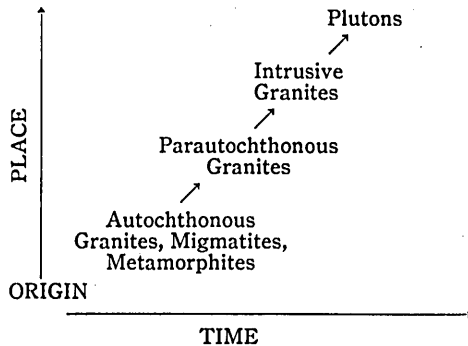 Plutons
Intrusive
Granites
Parautochthonous
Granites
Autochthonous
Granites, Migmatites,
Metamorphites
PLACE
ORIGIN
TIME